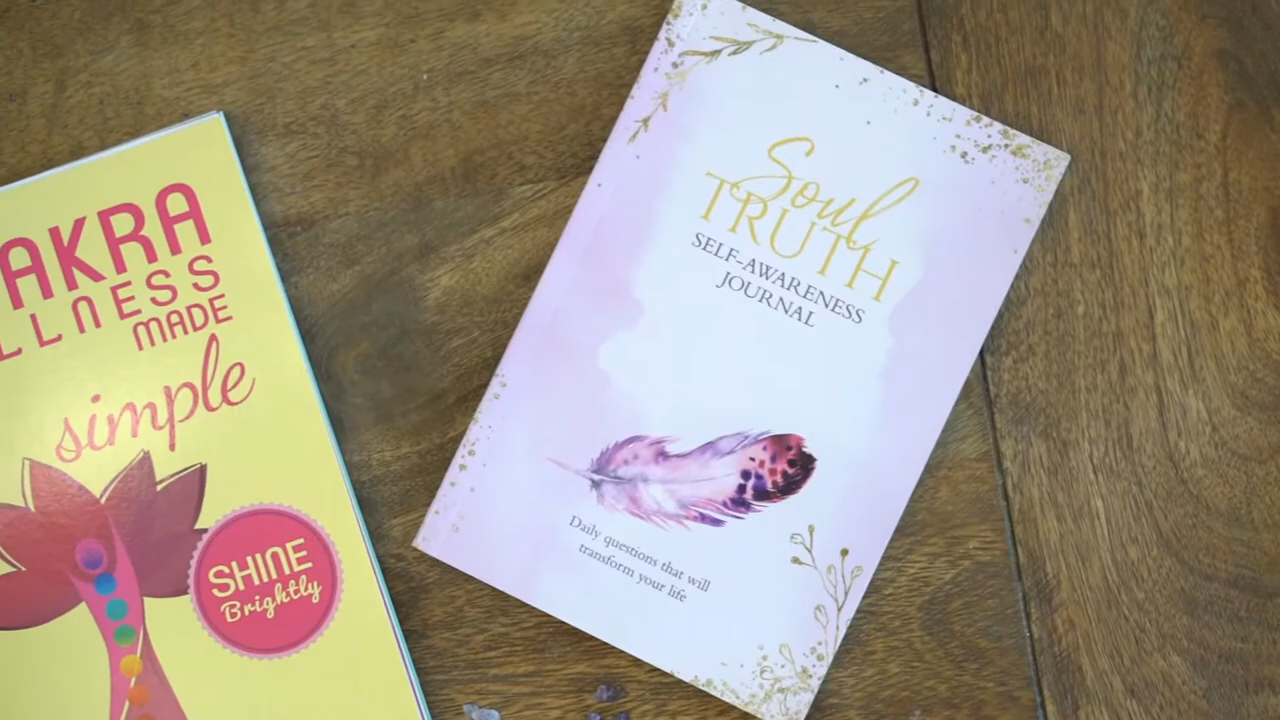 AKRA
LLNESS
MADE
simple
SHINE
Brightly
Soul
TRUTH
SELF-AWARENESS
JOURNAL
Daily questions that will
transform your life